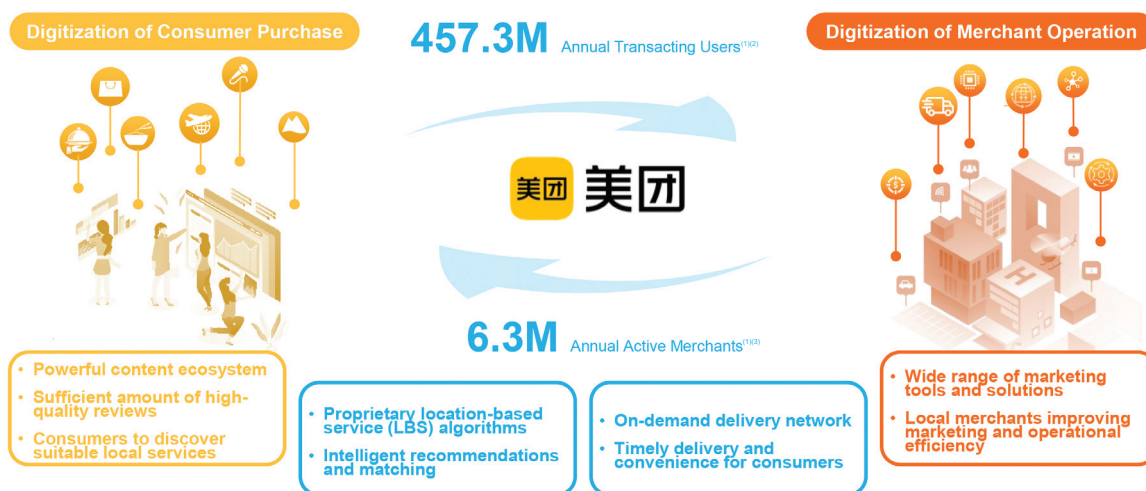 Digitization of Consumer Purchase
457.3M Annual Transacting Users(1)(2)
Digitization of Merchant Operation
美团 美团
6.3M Annual Active Merchants(1)(3)
• Powerful content ecosystem
• Sufficient amount of high-
quality reviews
• Consumers to discover
suitable local services
• Proprietary location-based
service (LBS) algorithms
• Intelligent recommendations
and matching
• On-demand delivery network
• Timely delivery and
convenience for consumers
• Wide range of marketing
tools and solutions
• Local merchants improving
marketing and operational
efficiency
H